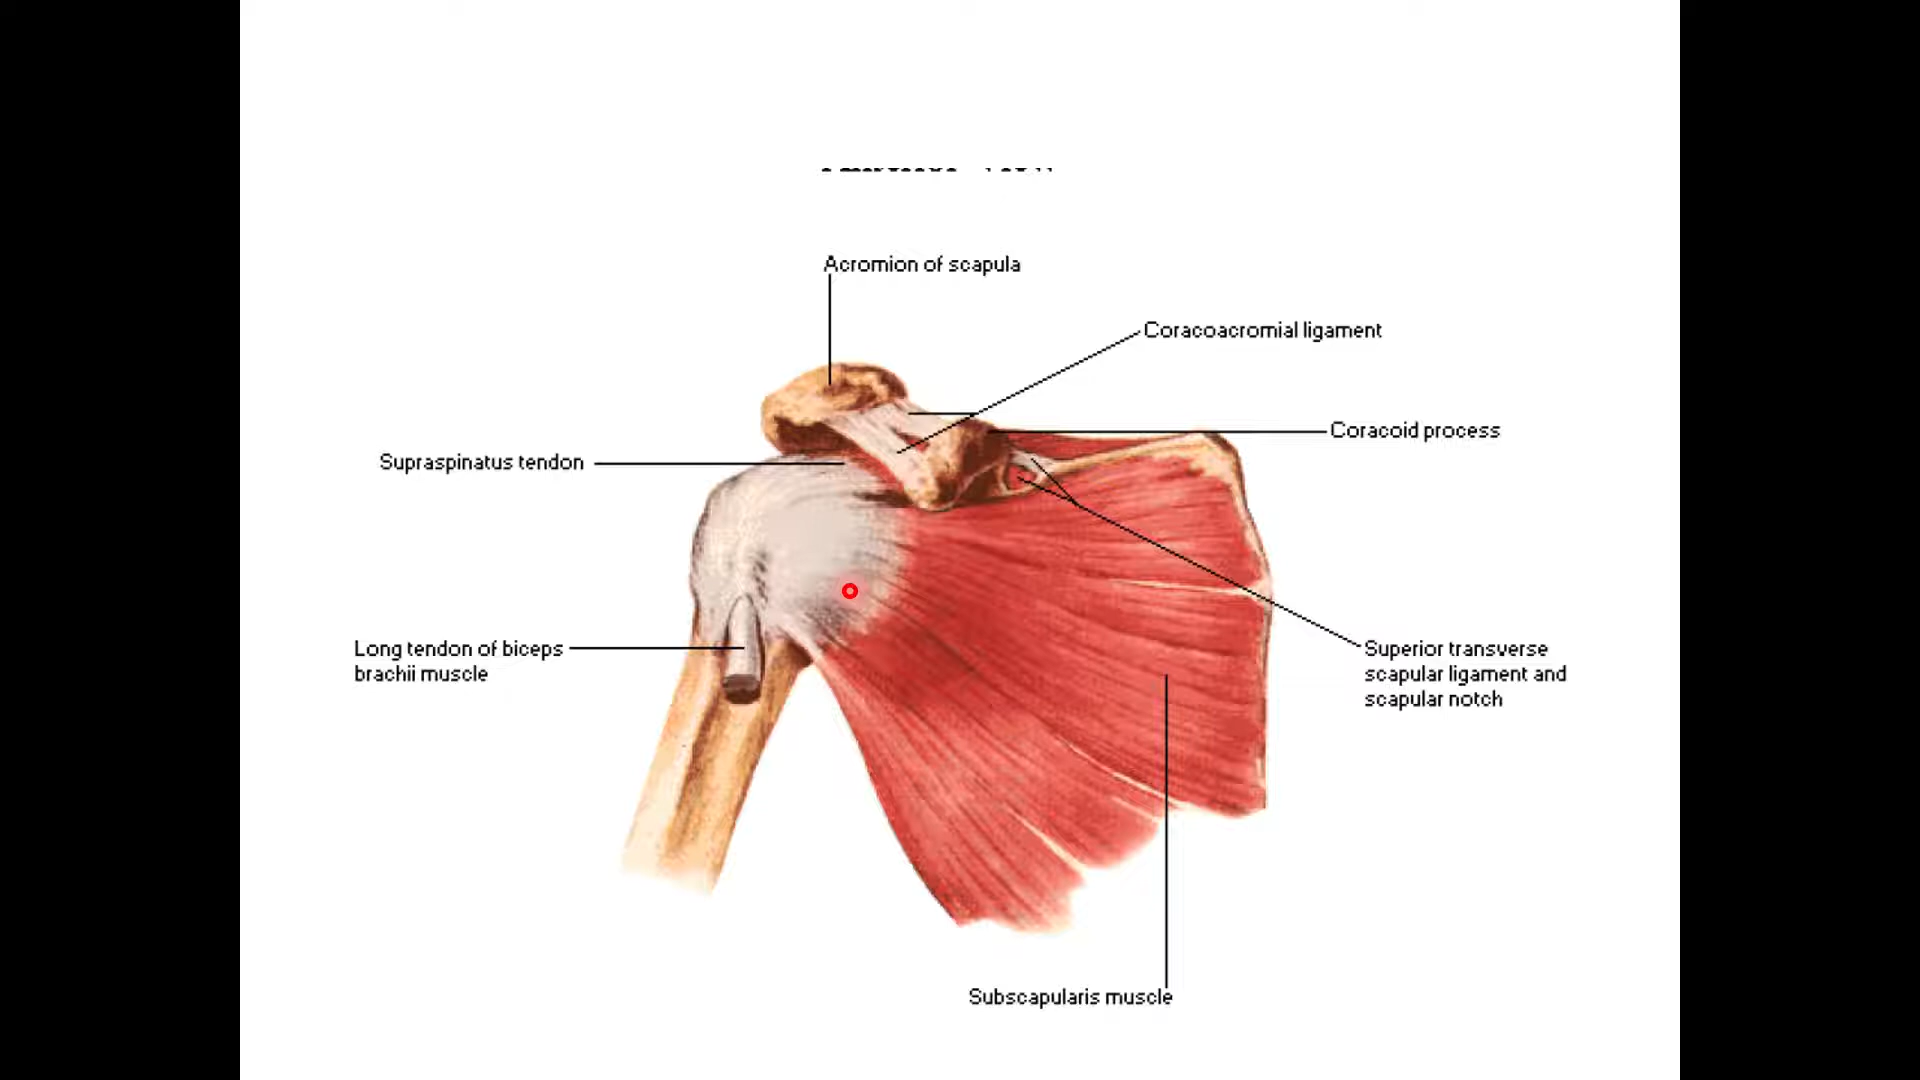 Acromion of scapula
Coracoacromial ligament
Coracoid process
Supraspinatus tendon
Long tendon of biceps
brachii muscle
Superior transverse
scapular ligament and
scapular notch
Subscapularis muscle